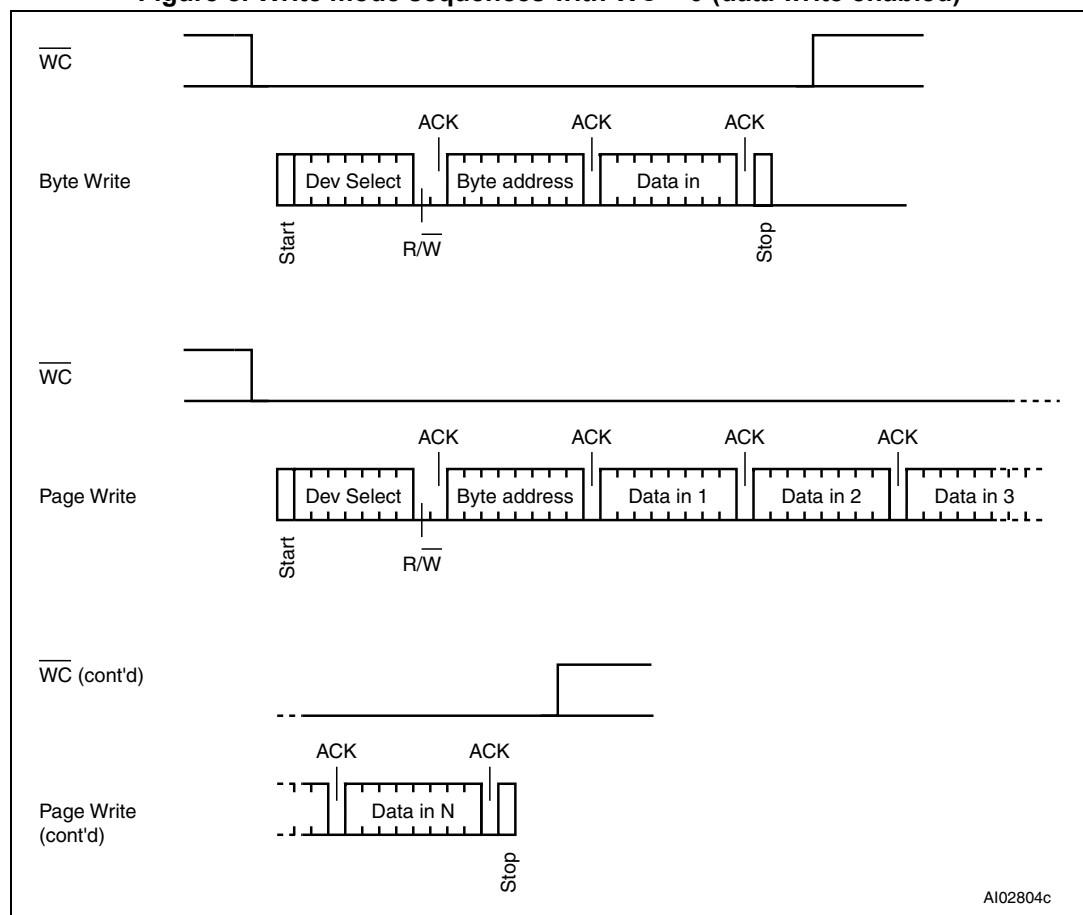 WC
ACK ACK ACK
Byte Write
Dev Select Byte address Data in
Start
R/W
Stop
WC
ACK ACK ACK ACK
Page Write
Dev Select Byte address Data in 1 Data in 2 Data in 3
Start
R/W
WC (cont'd)
ACK ACK
Page Write
(cont'd)
Data in N
Stop
AI02804c